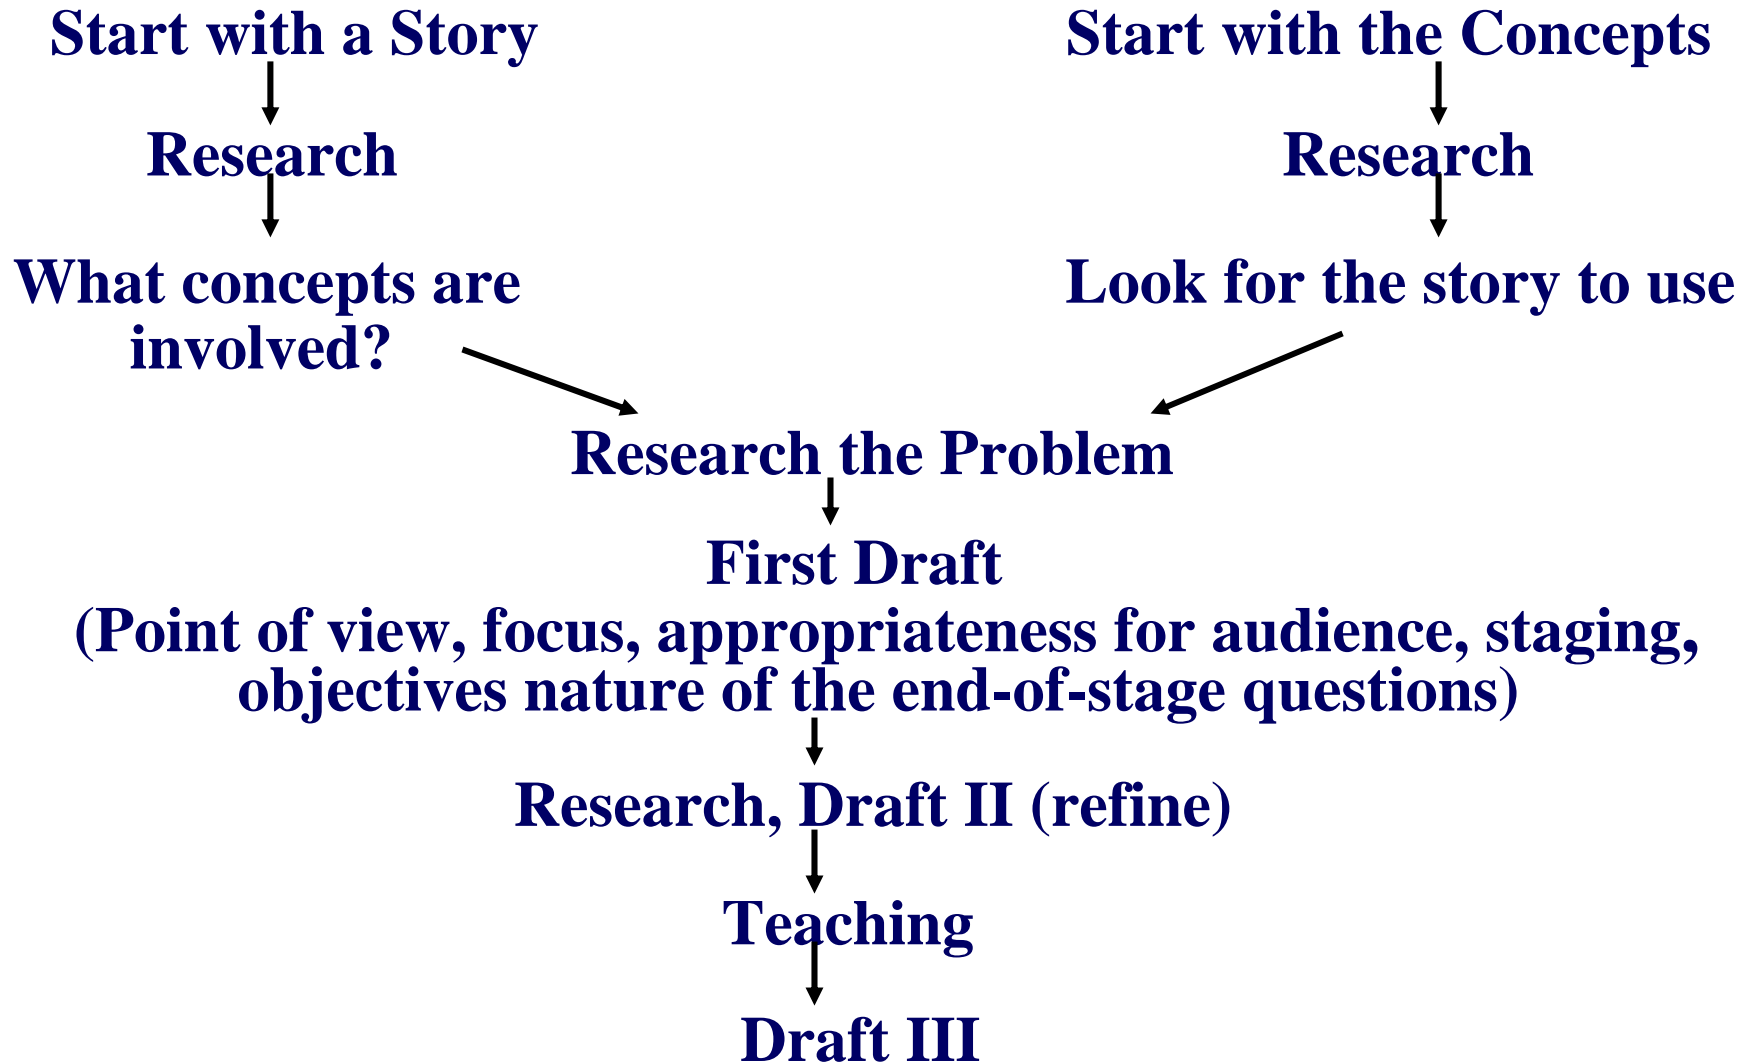 Start with a Story
Start with the Concepts
Research
Research
What concepts are
involved?
Look for the story to use
Research the Problem
First Draft
(Point of view, focus, appropriateness for audience, staging,
objectives nature of the end-of-stage questions)
Research, Draft II (refine)
Teaching
Draft III